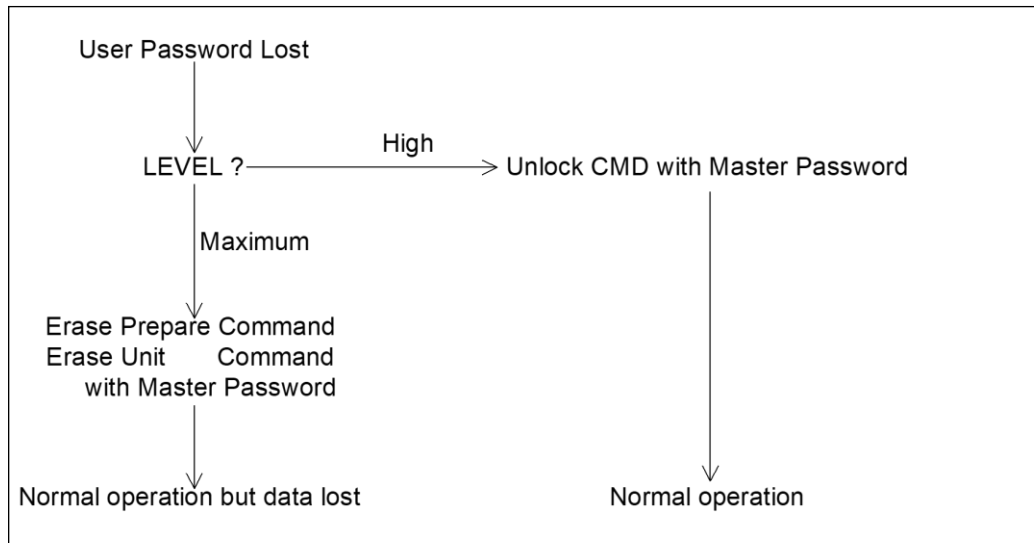 User Password Lost
High
LEVEL ?
Unlock CMD with Master Password
Maximum
Erase Prepare Command
Erase Unit Command
with Master Password
Normal operation but data lost
Normal operation